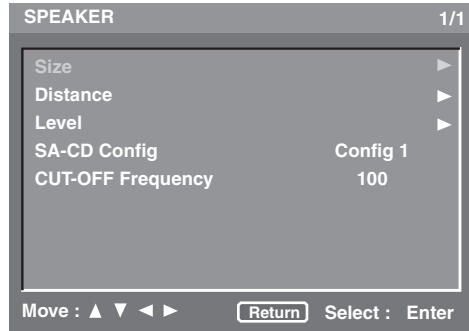 SPEAKER 1/1
Size ▶
Distance ▶
Level ▶
SA-CD Config Config 1
CUT-OFF Frequency 100
Move : ▲ ▼ ◄ ► Return Select : Enter